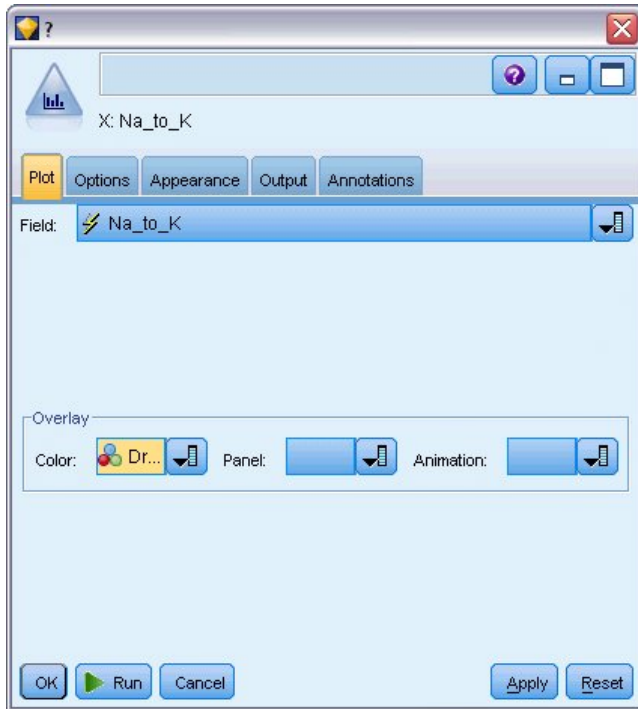 ?
X: Na_to_K
Plot Options Appearance Output Annotations
Field: Na_to_K
Overlay
Color: Dr... Panel: Animation:
OK Run Cancel Apply Reset